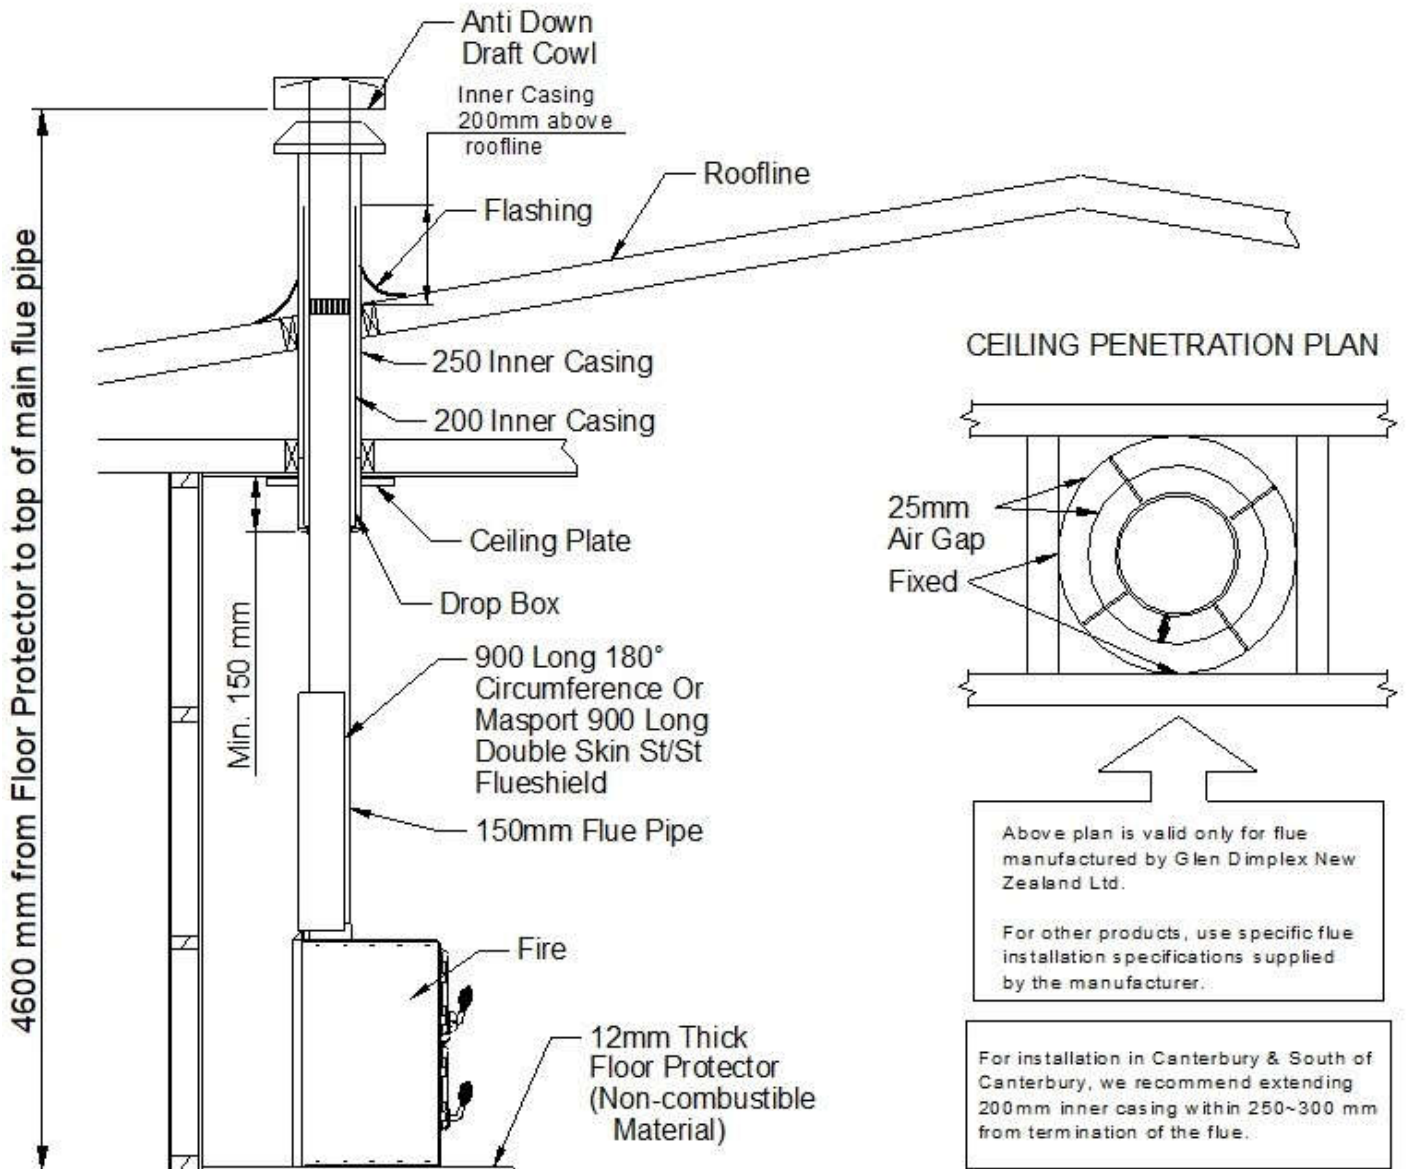 Anti Down
Draft Cowl
Inner Casing
200mm above
roofline
Roofline
Flashing
4600 mm from Floor Protector to top of main flue pipe
250 Inner Casing
200 Inner Casing
Ceiling Plate
Drop Box
Min. 150 mm
900 Long 180°
Circumference Or
Masport 900 Long
Double Skin St/St
Flueshield
150mm Flue Pipe
Fire
12mm Thick
Floor Protector
(Non-combustible
Material)
CEILING PENETRATION PLAN
25mm
Air Gap
Fixed
Above plan is valid only for flue
manufactured by Glen Dimplex New
Zealand Ltd.
For other products, use specific flue
installation specifications supplied
by the manufacturer.
For installation in Canterbury & South of
Canterbury, we recommend extending
200mm inner casing within 250~300 mm
from termination of the flue.